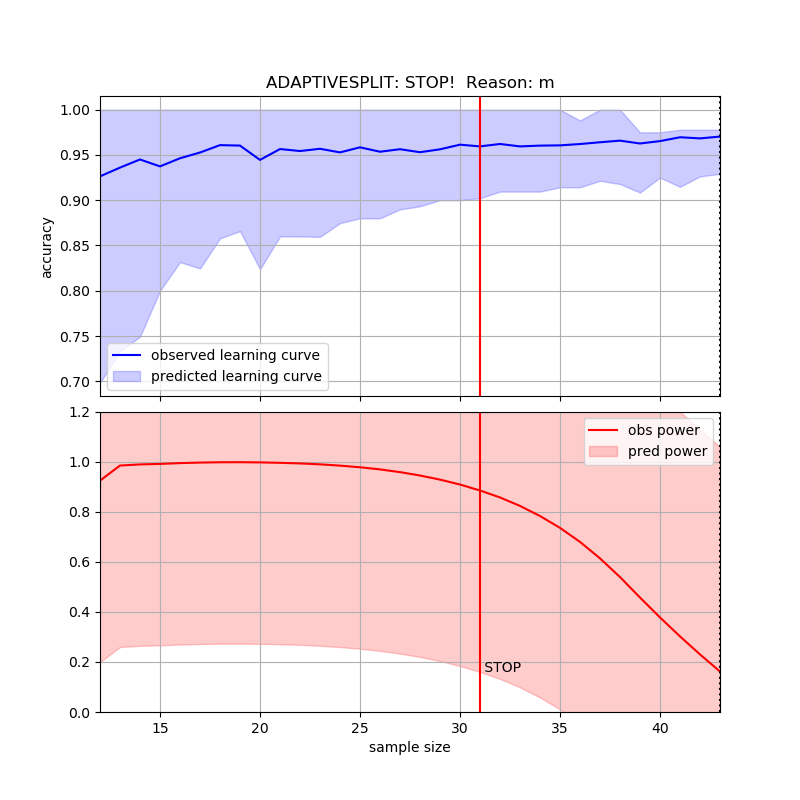 ADAPTIVESPLIT: STOP!  Reason: m
1.00
0.95
0.90
0.85
0.80
0.75
0.70
accuracy
observed learning curve
predicted learning curve
1.2
1.0
0.8
0.6
0.4
0.2
0.0
obs power
pred power
STOP
15
20
25
30
35
40
sample size